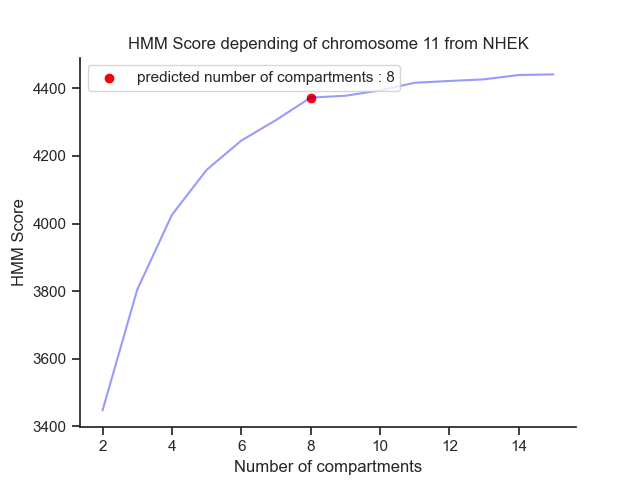 HMM Score depending of chromosome 11 from NHEK
predicted number of compartments : 8
4400
4200
4000
3800
3600
3400
HMM Score
2 4 6 8 10 12 14
Number of compartments